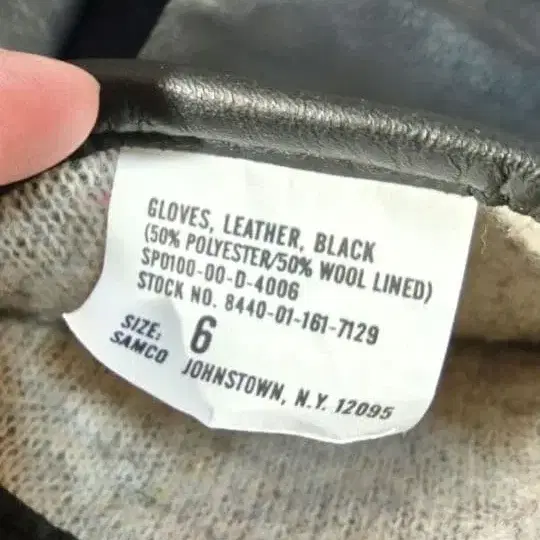 GLOVES, LEATHER, BLACK
(50% POLYESTER/50% WOOL LINED)
SP0100-00-D-4006
STOCK NO. 8440-01-161-7129
SIZE: 6
SAMCO JOHNSTOWN, N.Y. 12095